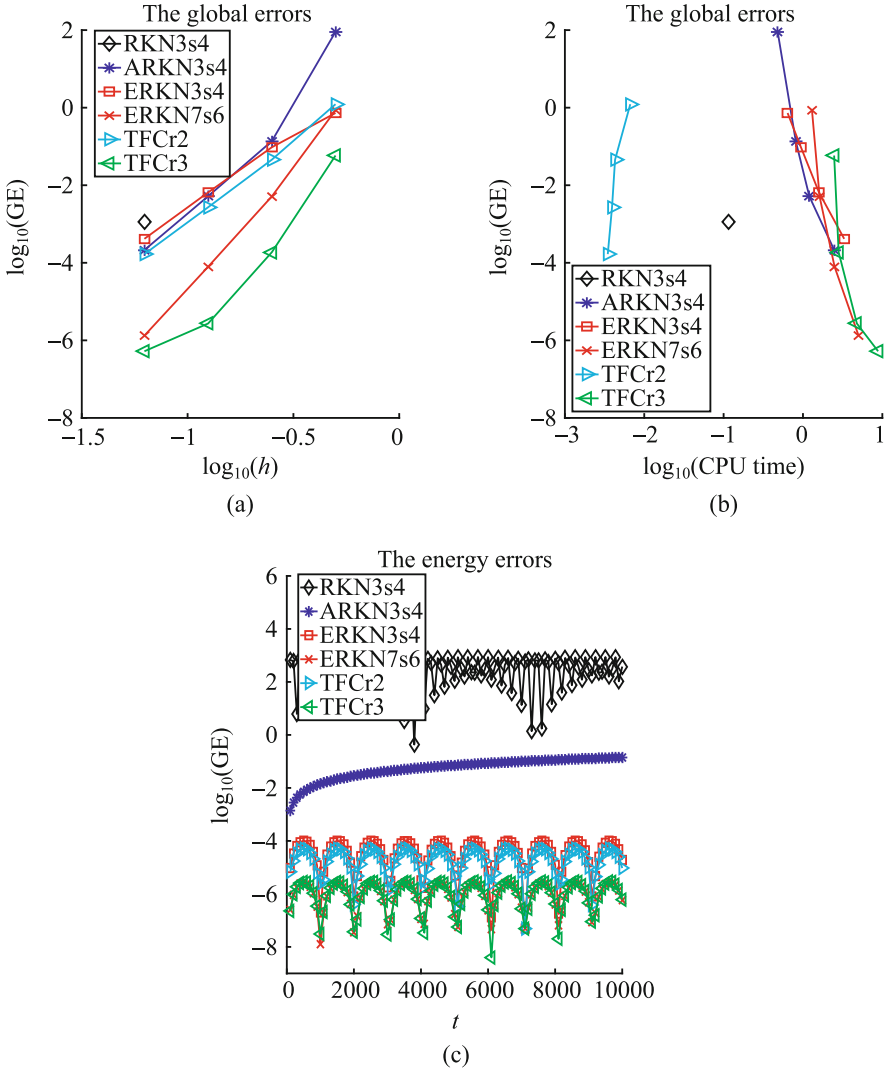 The global errors
2
0
−2
−4
−6
−8
log10(GE)
RKN3s4
ARKN3s4
ERKN3s4
ERKN7s6
TFCr2
TFCr3
−1.5
−1
−0.5
0
log10(h)
(a)
The global errors
2
0
−2
−4
−6
−8
log10(GE)
RKN3s4
ARKN3s4
ERKN3s4
ERKN7s6
TFCr2
TFCr3
−3
−2
−1
0
1
log10(CPU time)
(b)
The energy errors
6
4
2
0
−2
−4
−6
−8
log10(GE)
RKN3s4
ARKN3s4
ERKN3s4
ERKN7s6
TFCr2
TFCr3
0
2000
4000
6000
8000
10000
t
(c)